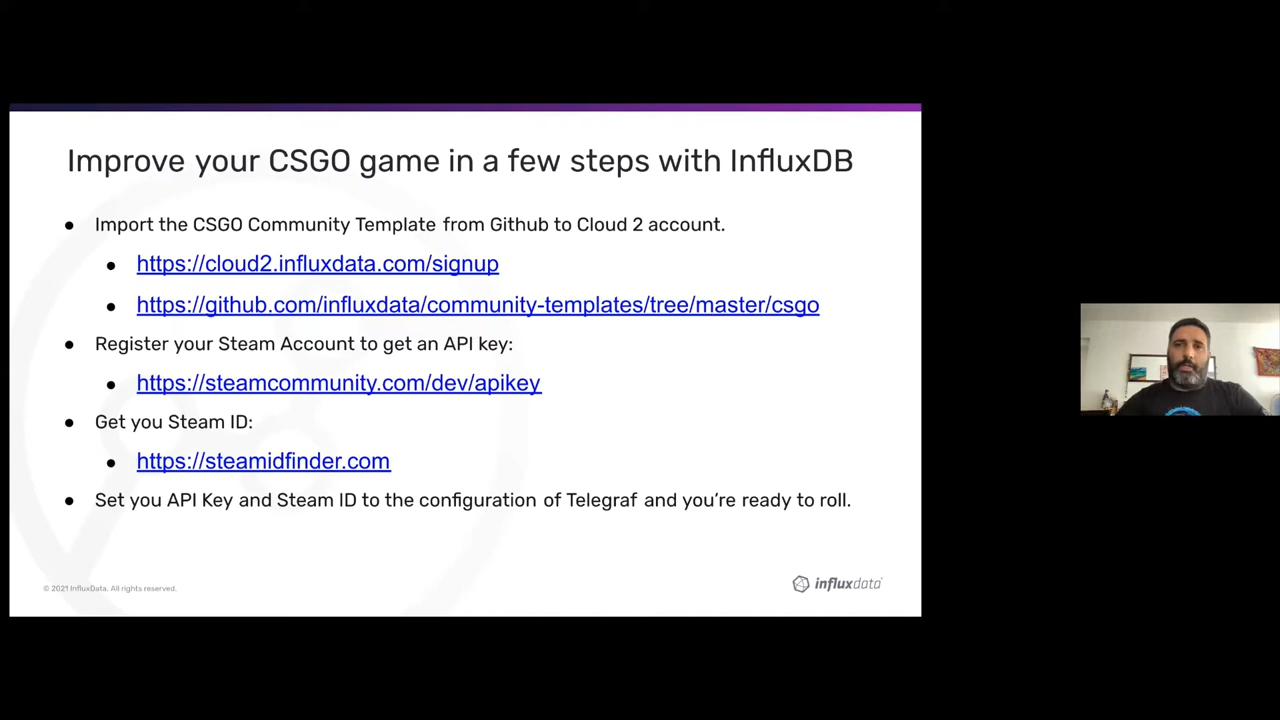 Improve your CSGO game in a few steps with InfluxDB
● Import the CSGO Community Template from Github to Cloud 2 account.
● https://cloud2.influxdata.com/signup
● https://github.com/influxdata/community-templates/tree/master/csgo
● Register your Steam Account to get an API key:
● https://steamcommunity.com/dev/apikey
● Get you Steam ID:
● https://steamidfinder.com
● Set you API Key and Steam ID to the configuration of Telegraf and you're ready to roll.
© 2021 InfluxData. All rights reserved.
influxdata